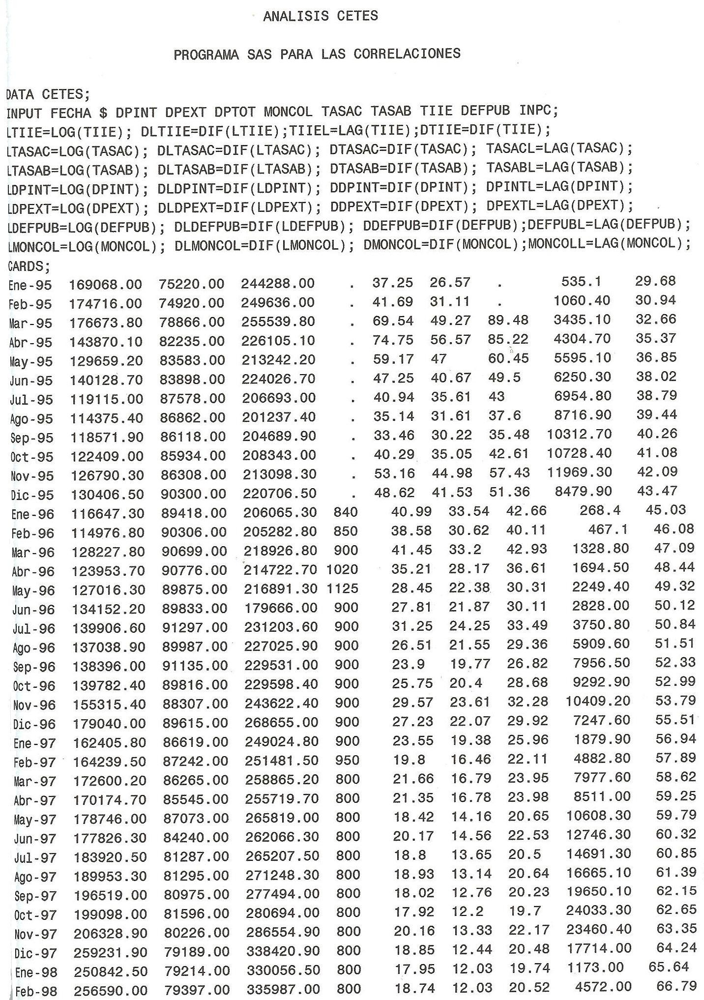 ANALISIS CETES
PROGRAMA SAS PARA LAS CORRELACIONES
DATA CETES;
INPUT FECHA $ DPINT DPEXT DPTOT MONCOL TASAC TASAB TIIE DEFPUB INPC;
LTIIE=LOG(TIIE); DLTIIE=DIF(LTIIE);TIIEL=LAG(TIIE);DTIIE=DIF(TIIE);
LTASAC=LOG(TASAC); DLTASAC=DIF(LTASAC); DTASAC=DIF(TASAC); TASACL=LAG(TASAC);
LTASAB=LOG(TASAB); DLTASAB=DIF(LTASAB); DTASAB=DIF(TASAB); TASABL=LAG(TASAB);
LDPINT=LOG(DPINT); DLDPINT=DIF(LDPINT); DDPINT=DIF(DPINT); DPINTL=LAG(DPINT);
LDPEXT=LOG(DPEXT); DLDPEXT=DIF(LDPEXT); DDPEXT=DIF(DPEXT); DPEXTL=LAG(DPEXT);
LDEFPUB=LOG(DEFPUB); DLDEFPUB=DIF(LDEFPUB); DDEFPUB=DIF(DEFPUB);DEFPUBL=LAG(DEFPUB);
LMONCOL=LOG(MONCOL); DLMONCOL=DIF(LMONCOL); DMONCOL=DIF(MONCOL);MONCOLL=LAG(MONCOL);
CARDS;
Ene-95 169068.00 75220.00 244288.00 . 37.25 26.57 . 535.1 29.68
Feb-95 174716.00 74920.00 249636.00 . 41.69 31.11 . 1060.40 30.94
Mar-95 176673.80 78866.00 255539.80 . 69.54 49.27 89.48 3435.10 32.66
Abr-95 143870.10 82235.00 226105.10 . 74.75 56.57 85.22 4304.70 35.37
May-95 129659.20 83583.00 213242.20 . 59.17 47 60.45 5595.10 36.85
Jun-95 140128.70 83898.00 224026.70 . 47.25 40.67 49.5 6250.30 38.02
Jul-95 119115.00 87578.00 206693.00 . 40.94 35.61 43 6954.80 38.79
Ago-95 114375.40 86862.00 201237.40 . 35.14 31.61 37.6 8716.90 39.44
Sep-95 118571.90 86118.00 204689.90 . 33.46 30.22 35.48 10312.70 40.26
Oct-95 122409.00 85934.00 208343.00 . 40.29 35.05 42.61 10728.40 41.08
Nov-95 126790.30 86308.00 213098.30 . 53.16 44.98 57.43 11969.30 42.09
Dic-95 130406.50 90300.00 220706.50 . 48.62 41.53 51.36 8479.90 43.47
Ene-96 116647.30 89418.00 206065.30 840 40.99 33.54 42.66 268.4 45.03
Feb-96 114976.80 90306.00 205282.80 850 38.58 30.62 40.11 467.1 46.08
Mar-96 128227.80 90699.00 218926.80 900 41.45 33.2 42.93 1328.80 47.09
Abr-96 123953.70 90776.00 214722.70 1020 35.21 28.17 36.61 1694.50 48.44
May-96 127016.30 89875.00 216891.30 1125 28.45 22.38 30.31 2249.40 49.32
Jun-96 134152.20 89833.00 179666.00 900 27.81 21.87 30.11 2828.00 50.12
Jul-96 139906.60 91297.00 231203.60 900 31.25 24.25 33.49 3750.80 50.84
Ago-96 137038.90 89987.00 227025.90 900 26.51 21.55 29.36 5909.60 51.51
Sep-96 138396.00 91135.00 229531.00 900 23.9 19.77 26.82 7956.50 52.33
Oct-96 139782.40 89816.00 229598.40 900 25.75 20.4 28.68 9292.90 52.99
Nov-96 155315.40 88307.00 243622.40 900 29.57 23.61 32.28 10409.20 53.79
Dic-96 179040.00 89615.00 268655.00 900 27.23 22.07 29.92 7247.60 55.51
Ene-97 162405.80 86619.00 249024.80 900 23.55 19.38 25.96 1879.90 56.94
Feb-97 164239.50 87242.00 251481.50 950 19.8 16.46 22.11 4882.80 57.89
Mar-97 172600.20 86265.00 258865.20 800 21.66 16.79 23.95 7977.60 58.62
Abr-97 170174.70 85545.00 255719.70 800 21.35 16.78 23.98 8511.00 59.25
May-97 178746.00 87073.00 265819.00 800 18.42 14.16 20.65 10608.30 59.79
Jun-97 177826.30 84240.00 262066.30 800 20.17 14.56 22.53 12746.30 60.32
Jul-97 183920.50 81287.00 265207.50 800 18.8 13.65 20.5 14691.30 60.85
Ago-97 189953.30 81295.00 271248.30 800 18.93 13.14 20.64 16665.10 61.39
Sep-97 196519.00 80975.00 277494.00 800 18.02 12.76 20.23 19650.10 62.15
Oct-97 199098.00 81596.00 280694.00 800 17.92 12.2 19.7 24033.30 62.65
Nov-97 206328.90 80226.00 286554.90 800 20.16 13.33 22.17 23460.40 63.35
Dic-97 259231.90 79189.00 338420.90 800 18.85 12.44 20.48 17714.00 64.24
Ene-98 250842.50 79214.00 330056.50 800 17.95 12.03 19.74 1173.00 65.64
Feb-98 256590.00 79397.00 335987.00 800 18.74 12.03 20.52 4572.00 66.79